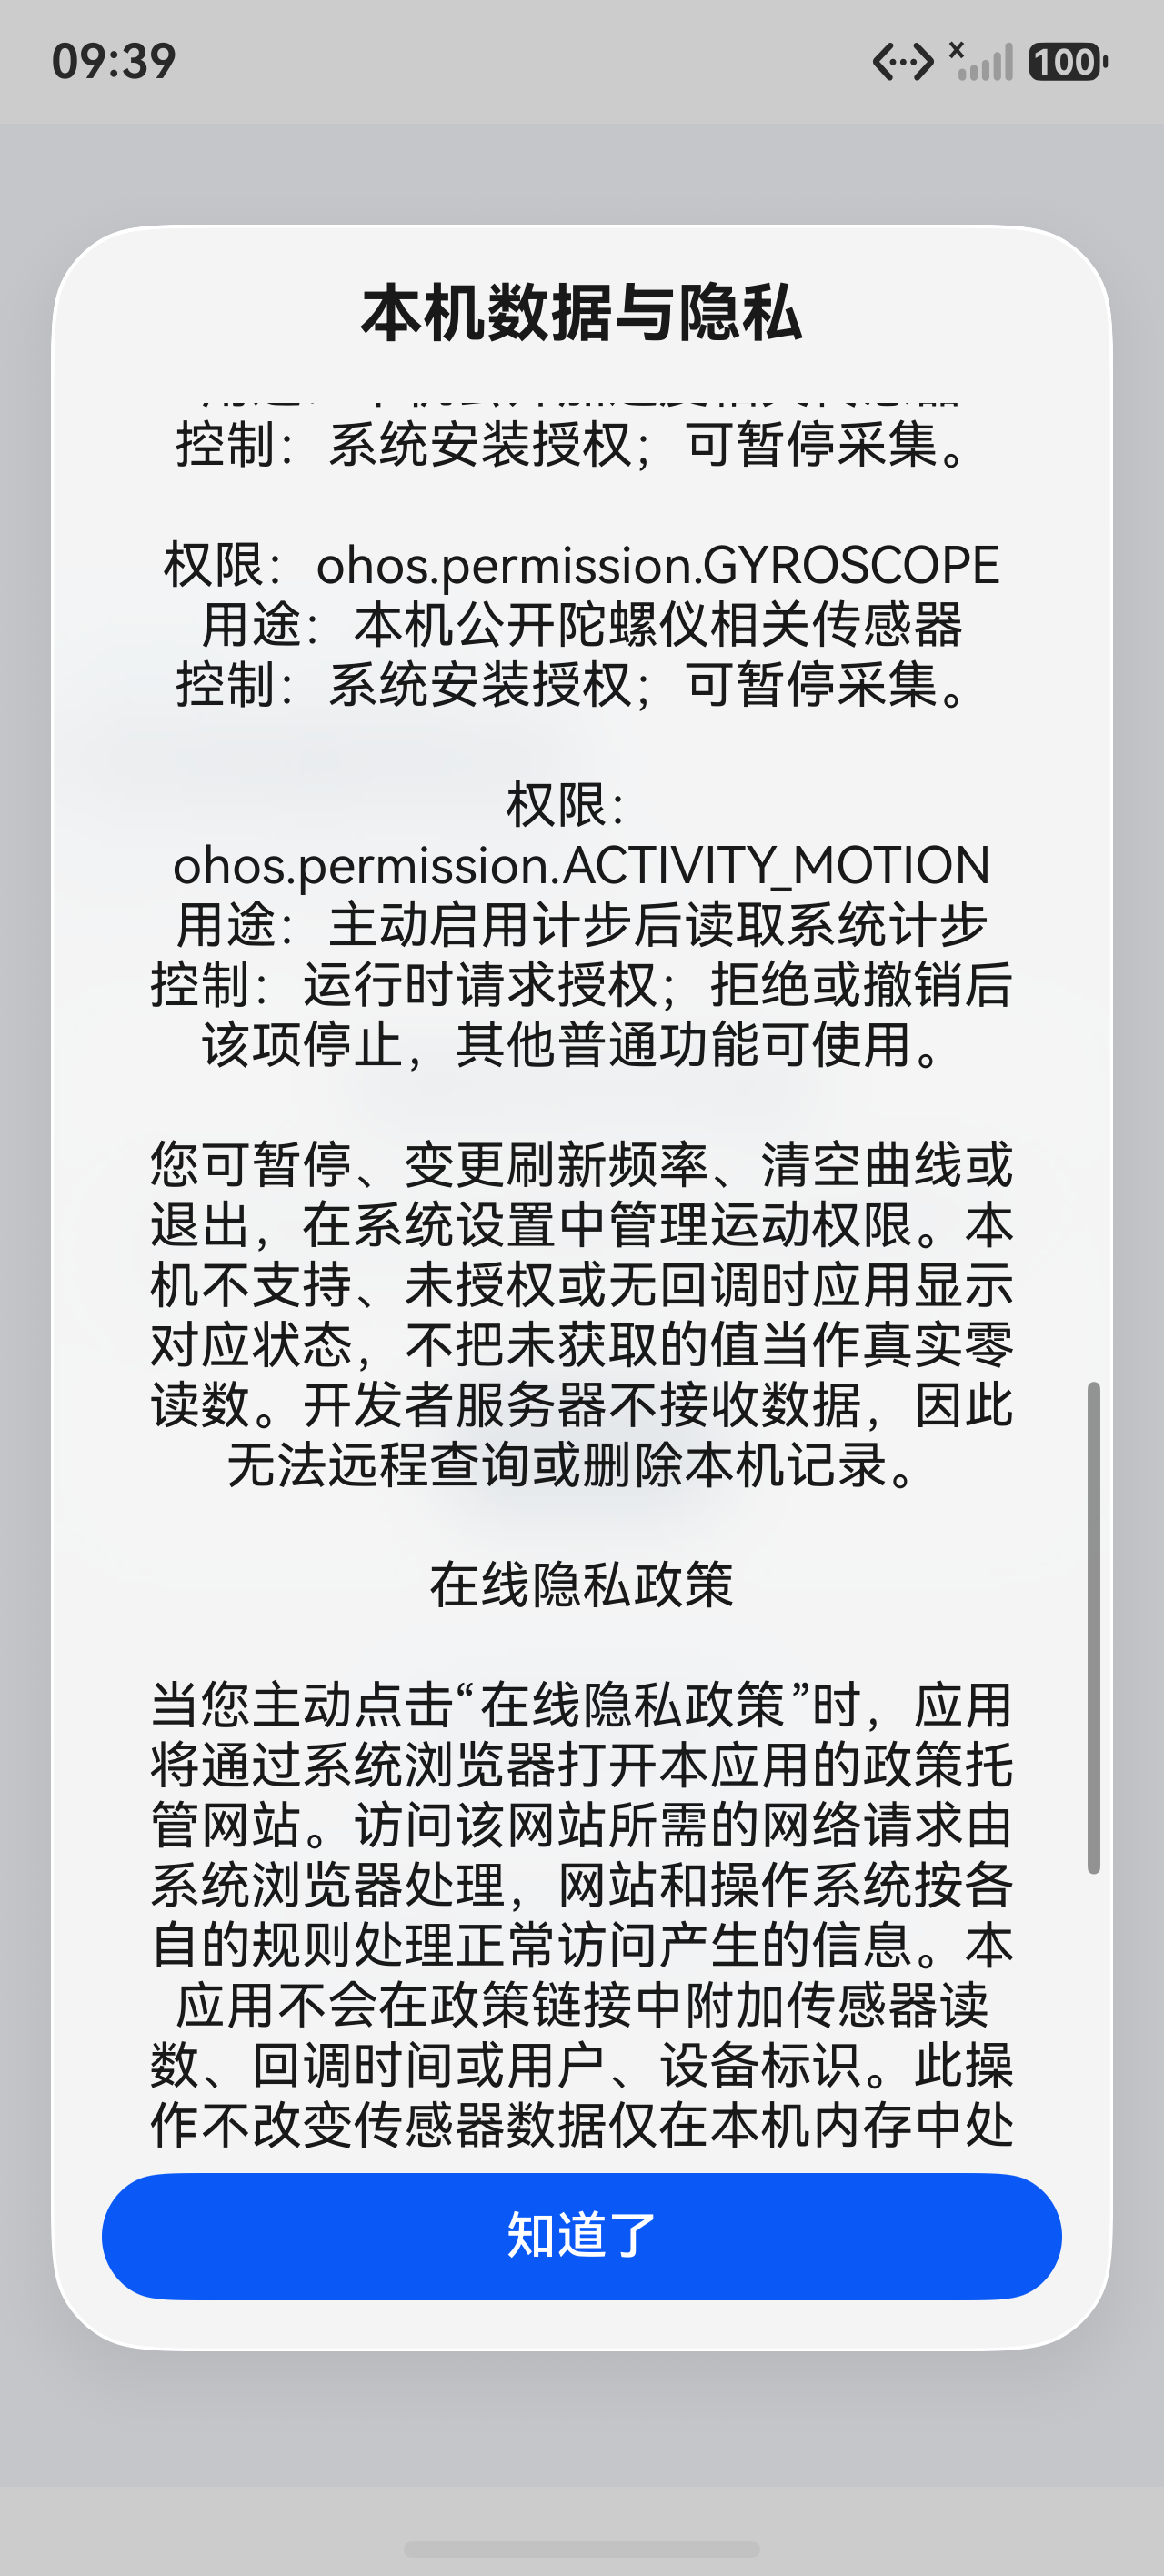 09:39
100
本机数据与隐私
控制：系统安装授权；可暂停采集。
权限：ohos.permission.GYROSCOPE
用途：本机公开陀螺仪相关传感器
控制：系统安装授权；可暂停采集。
权限：
ohos.permission.ACTIVITY_MOTION
用途：主动启用计步后读取系统计步
控制：运行时请求授权；拒绝或撤销后
该项停止，其他普通功能可使用。
您可暂停、变更刷新频率、清空曲线或
退出，在系统设置中管理运动权限。本
机不支持、未授权或无回调时应用显示
对应状态，不把未获取的值当作真实零
读数。开发者服务器不接收数据，因此
无法远程查询或删除本机记录。
在线隐私政策
当您主动点击“在线隐私政策”时，应用
将通过系统浏览器打开本应用的政策托
管网站。访问该网站所需的网络请求由
系统浏览器处理，网站和操作系统按各
自的规则处理正常访问产生的信息。本
应用不会在政策链接中附加传感器读
数、回调时间或用户、设备标识。此操
作不改变传感器数据仅在本机内存中处
知道了